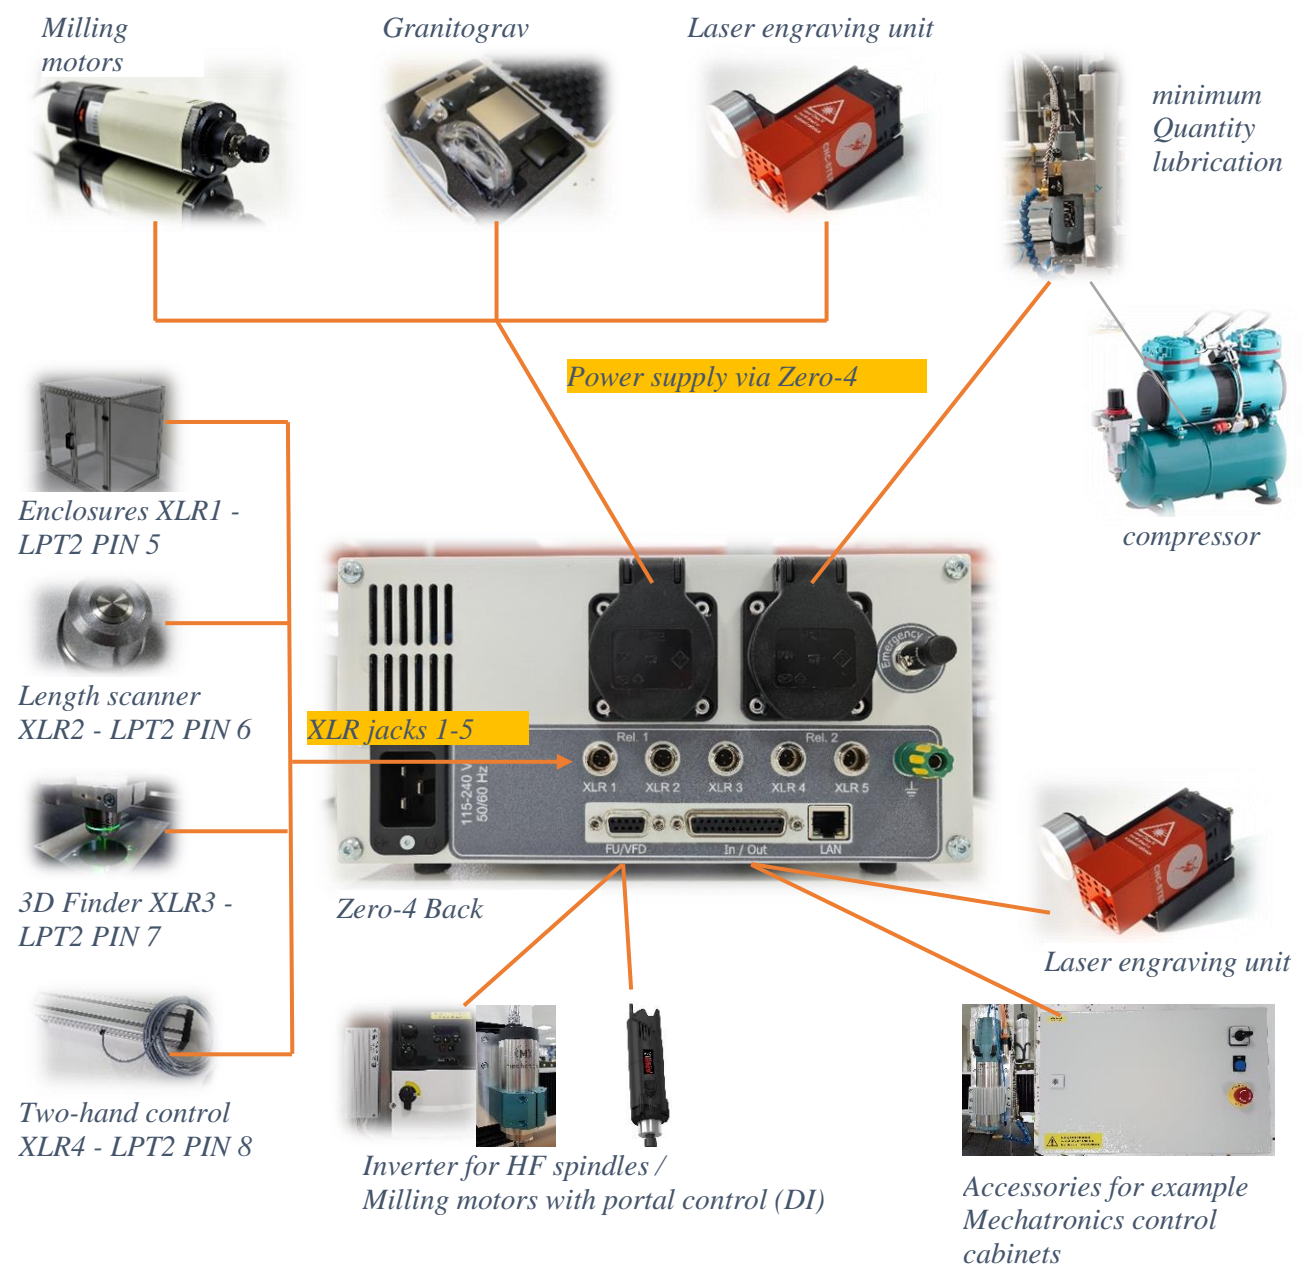 Milling
motors
Granitograv
Laser engraving unit
minimum
Quantity
lubrication
CNC-STEP
Power supply via Zero-4
compressor
Enclosures XLR1 -
LPT2 PIN 5
Length scanner
XLR2 - LPT2 PIN 6
3D Finder XLR3 -
LPT2 PIN 7
Two-hand control
XLR4 - LPT2 PIN 8
XLR jacks 1-5
Emergency
Rel. 1
Rel. 2
XLR 1
XLR 2
XLR 3
XLR 4
XLR 5
115-240 V
50/60 Hz
FU/VFD
In / Out
LAN
Zero-4 Back
CNC-STEP
Laser engraving unit
Inverter for HF spindles /
Milling motors with portal control (DI)
Accessories for example
Mechatronics control
cabinets